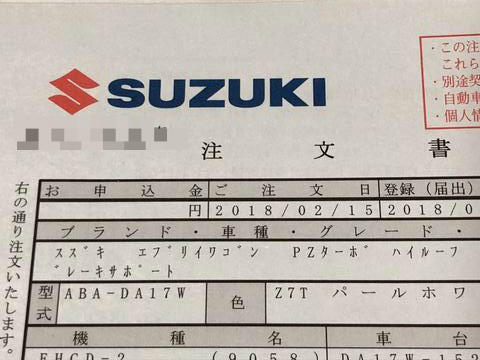 SUZUKI
・この注
これら
・別途契
・自動車
・個人情
注文書
右の通り注文いたします。
お申込金 ご注文日 登録(届出)
円 2018/02/15 2018/0
ブランド・車種・グレード・
スズキ エブリイワゴン PZターボ ハイルーフ
ブレーキサポート
型式 ABA-DA17W 色 Z7T パールホワ
機種名 車台
EHCD-2 (9058) DA17W-152